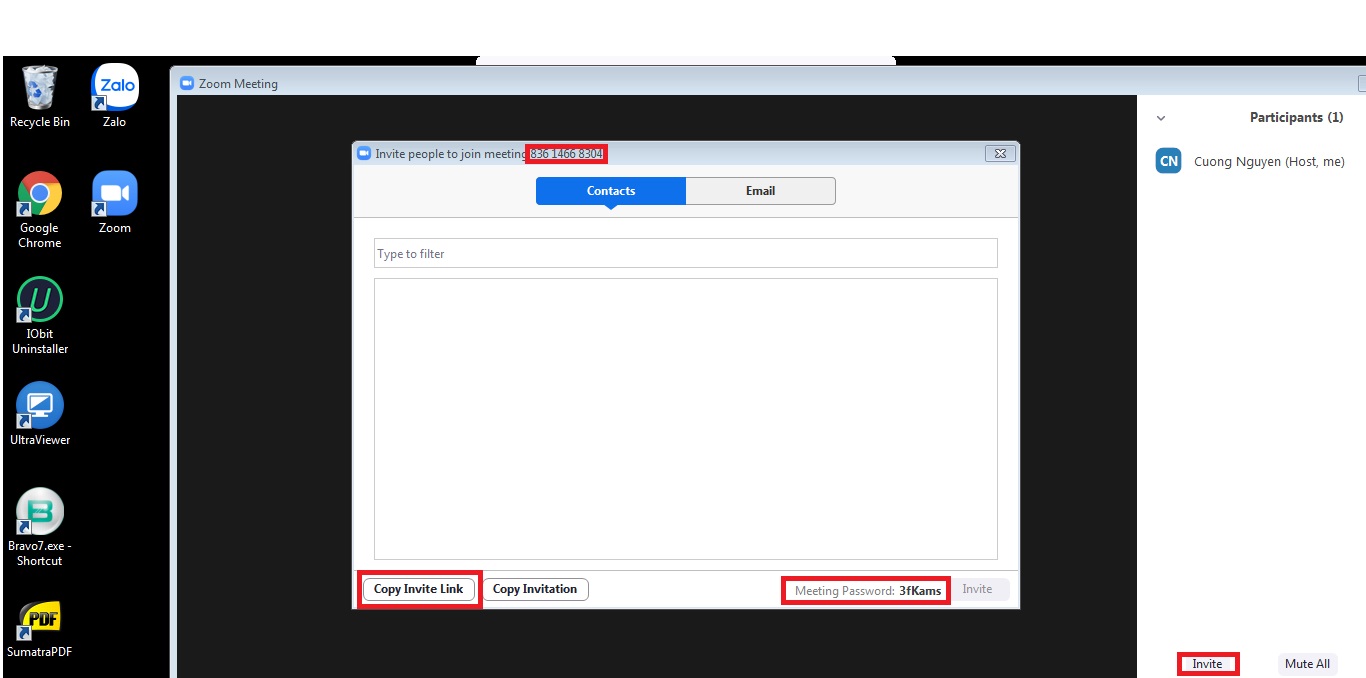 Recycle Bin
Zalo
Zalo
Google
Chrome
Zoom
IObit
Uninstaller
UltraViewer
Bravo7.exe -
Shortcut
PDF
SumatraPDF
Zoom Meeting
Invite people to join meeting 836 1466 8304
Contacts
Email
Type to filter
Copy Invite Link
Copy Invitation
Meeting Password: 3fKams
Invite
Participants (1)
CN
Cuong Nguyen (Host, me)
Invite
Mute All